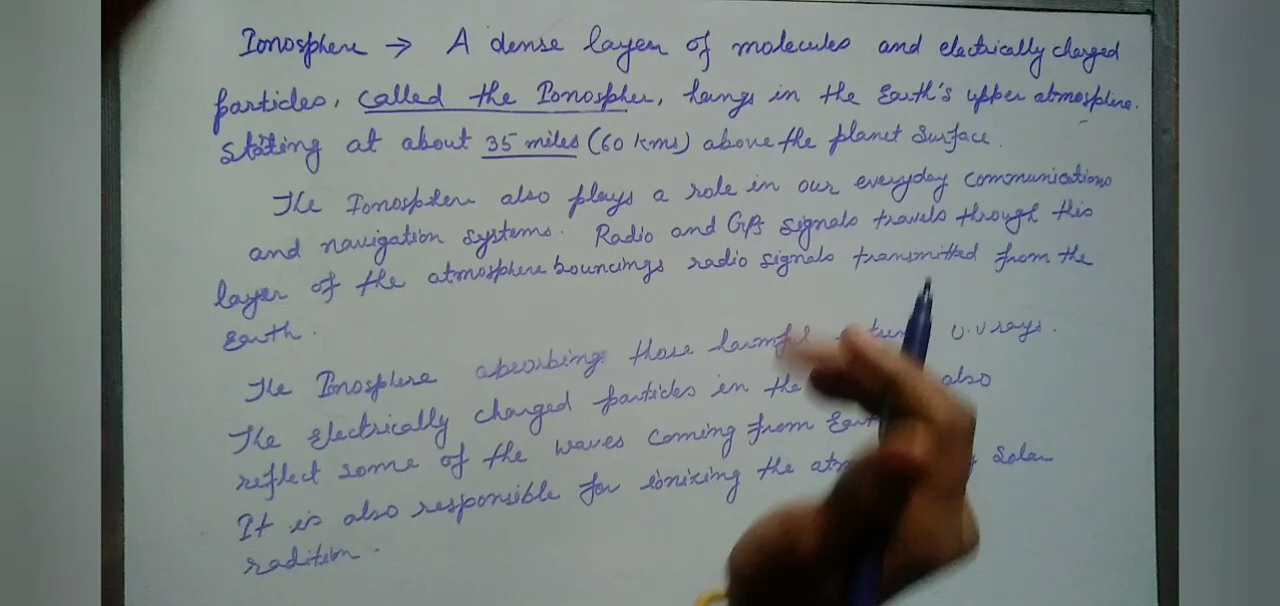 Ionosphere → A dense layer of molecules and electrically charged
particles, called the Ionospher, hangs in the Earth's upper atmosphere.
stating at about 35 miles (60 kms) above the planet surface.
The Ionosphere also plays a role in our everyday communications
and navigation systems. Radio and GPS signals travels through this
layer of the atmosphere bouncings radio signals transmitted from the
Earth.
The Ionosphere absorbing those harmful U.V rays.
The Electrically charged particles in the also
reflect some of the waves coming from
It is also responsible for ionizing the solar
radition.